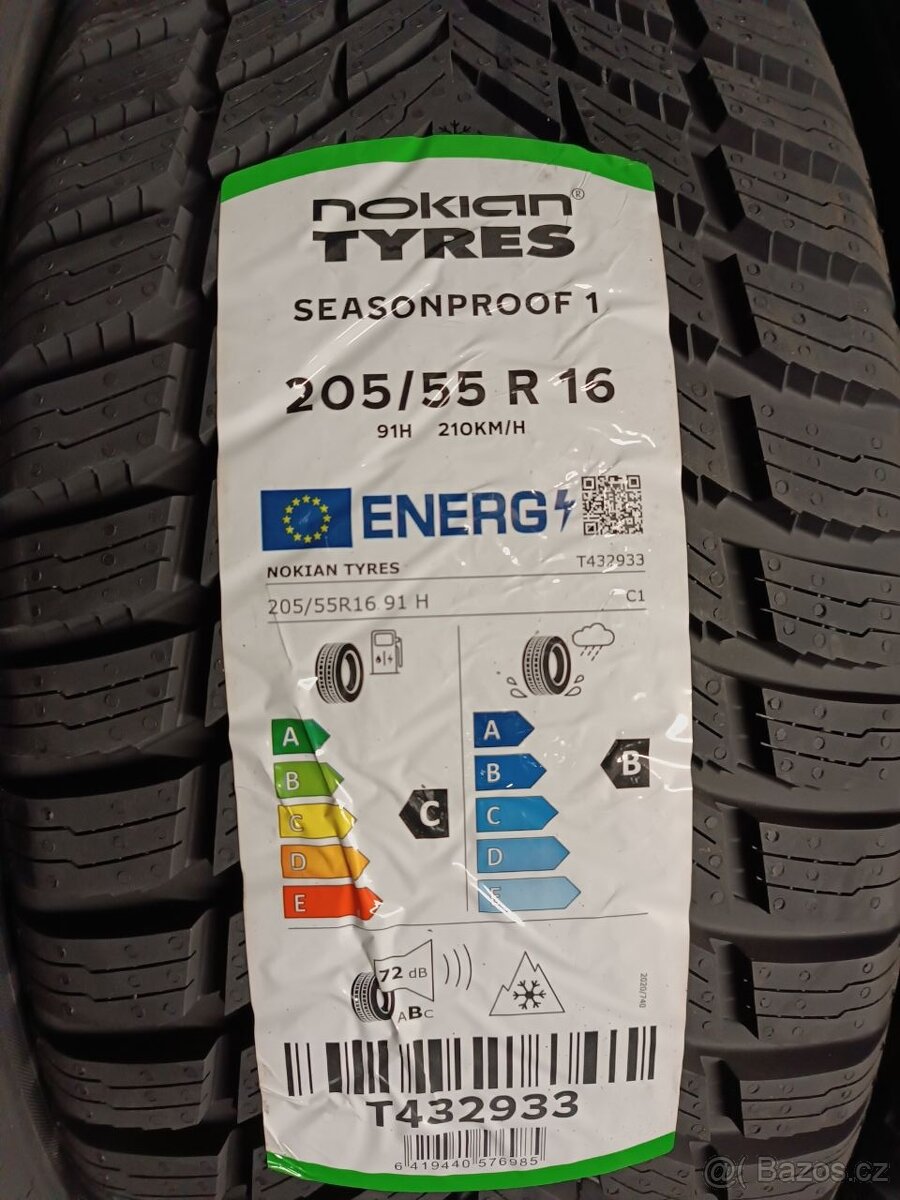 nokian®
TYRES
SEASONPROOF 1
205/55 R 16
91H 210KM/H
ENERG
NOKIAN TYRES T432933
205/55R16 91 H C1
A A
B B B
C C C
D D
E E
72 dB
ABC
2020/740
T432933
6 419440 576985
@( Bazos.cz